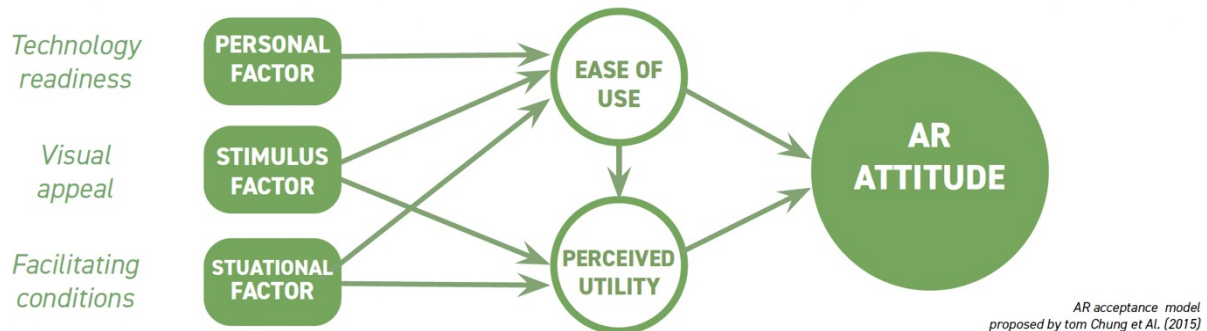 Technology
readiness
PERSONAL
FACTOR
EASE OF
USE
Visual
appeal
STIMULUS
FACTOR
AR
ATTITUDE
Facilitating
conditions
STUATIONAL
FACTOR
PERCEIVED
UTILITY
AR acceptance model
proposed by tom Chung et Al. (2015)